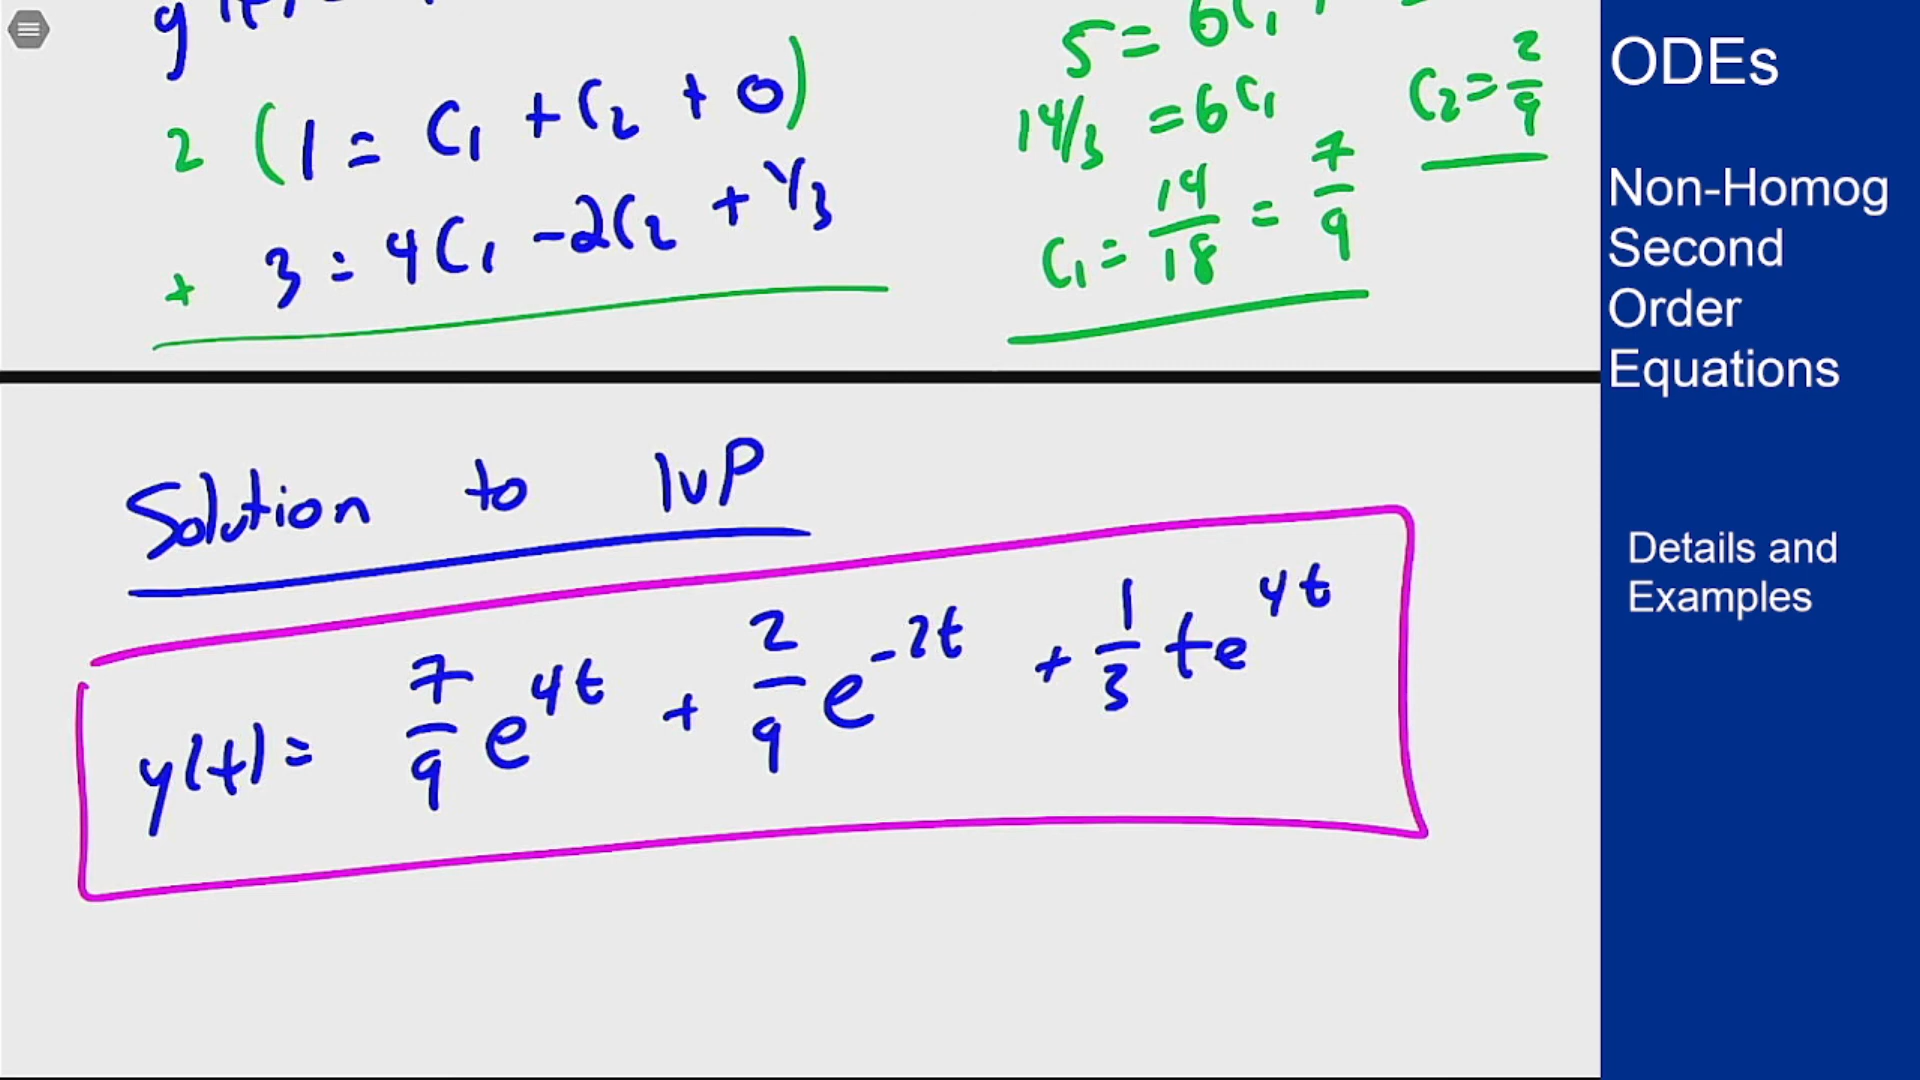 2 (1 = C₁ + C₂ + 0)
+ 3 = 4C₁ - 2C₂ + 1/3
5 = 6C₁
14/3 = 6C₁
C₁ = 14/18 = 7/9
C₂ = 2/9
Solution to IVP
y(t) = 7/9 e^4t + 2/9 e^-2t + 1/3 te^4t
ODEs
Non-Homog
Second
Order
Equations
Details and
Examples